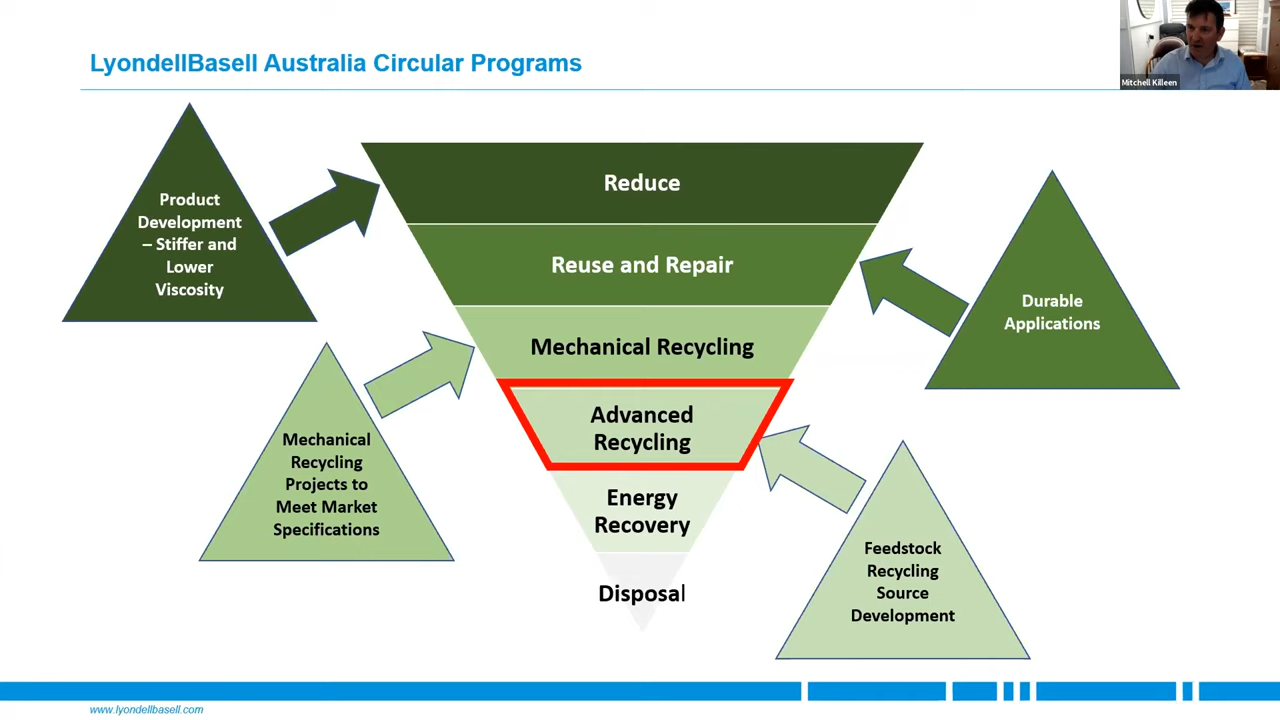 LyondellBasell Australia Circular Programs
Mitchell Killeen
Product
Development
– Stiffer and
Lower
Viscosity
Reduce
Reuse and Repair
Durable
Applications
Mechanical Recycling
Mechanical
Recycling
Projects to
Meet Market
Specifications
Advanced
Recycling
Energy
Recovery
Feedstock
Recycling
Source
Development
Disposal
www.lyondellbasell.com